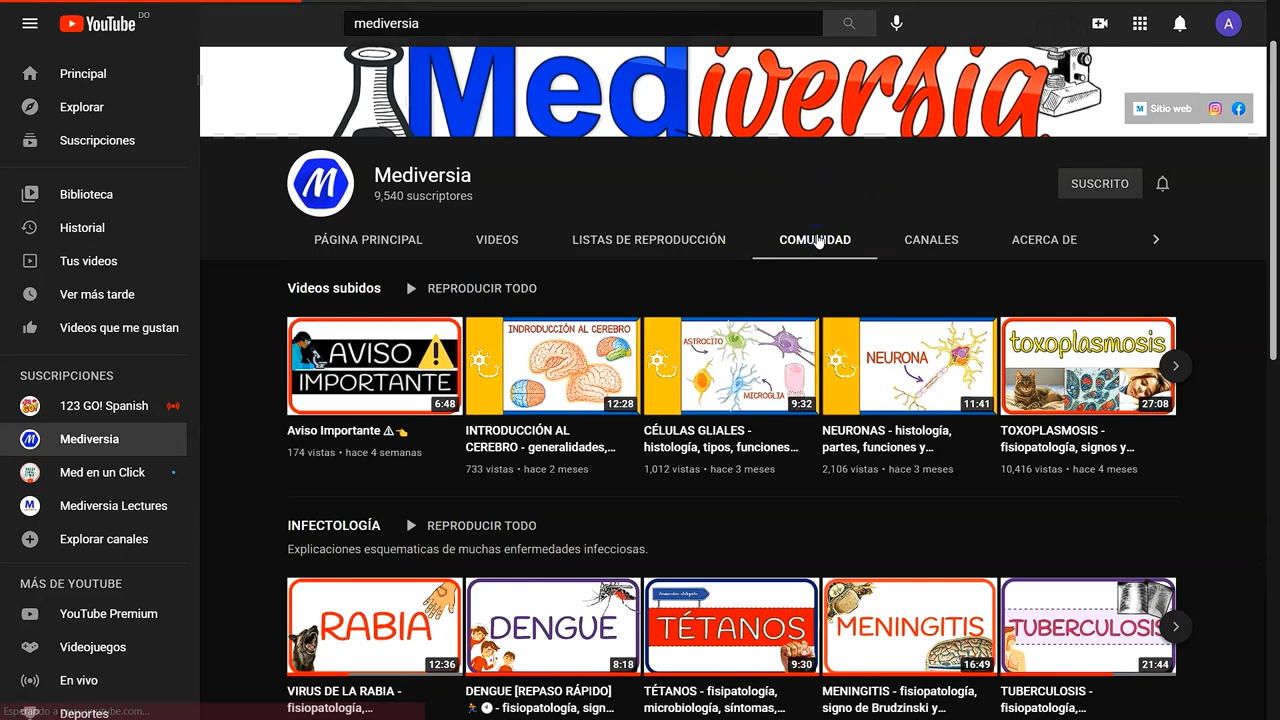 YouTube DO
mediversia
A
Principal
Explorar
Suscripciones
Biblioteca
Historial
Tus videos
Ver más tarde
Videos que me gustan
SUSCRIPCIONES
123 GO! Spanish
Mediversia
Med en un Click
Mediversia Lectures
Explorar canales
MÁS DE YOUTUBE
YouTube Premium
Videojuegos
En vivo
Deportes
Mediversia
Sitio web
Mediversia
9,540 suscriptores
SUSCRITO
PÁGINA PRINCIPAL VIDEOS LISTAS DE REPRODUCCIÓN COMUNIDAD CANALES ACERCA DE
Videos subidos REPRODUCIR TODO
AVISO
IMPORTANTE
6:48
Aviso Importante ⚠👈
174 vistas • hace 4 semanas
INDRODUCCIÓN AL CEREBRO
12:28
INTRODUCCIÓN AL
CEREBRO - generalidades,...
733 vistas • hace 2 meses
ASTROCITO
MICROGLIA
9:32
CÉLULAS GLIALES -
histología, tipos, funciones...
1,012 vistas • hace 3 meses
NEURONA
11:41
NEURONAS - histología,
partes, funciones y...
2,106 vistas • hace 3 meses
toxoplasmosis
27:08
TOXOPLASMOSIS -
fisiopatología, signos y...
10,416 vistas • hace 4 meses
INFECTOLOGÍA REPRODUCIR TODO
Explicaciones esquematicas de muchas enfermedades infecciosas.
RABIA
12:36
VIRUS DE LA RABIA -
fisiopatología,...
DENGUE
8:18
DENGUE [REPASO RÁPIDO]
- fisiopatología, sign...
TÉTANOS
9:30
TÉTANOS - fisipatología,
microbiología, síntomas,...
MENINGITIS
16:49
MENINGITIS - fisiopatología,
signo de Brudzinski y...
TUBERCULOSIS
21:44
TUBERCULOSIS -
fisiopatología,...